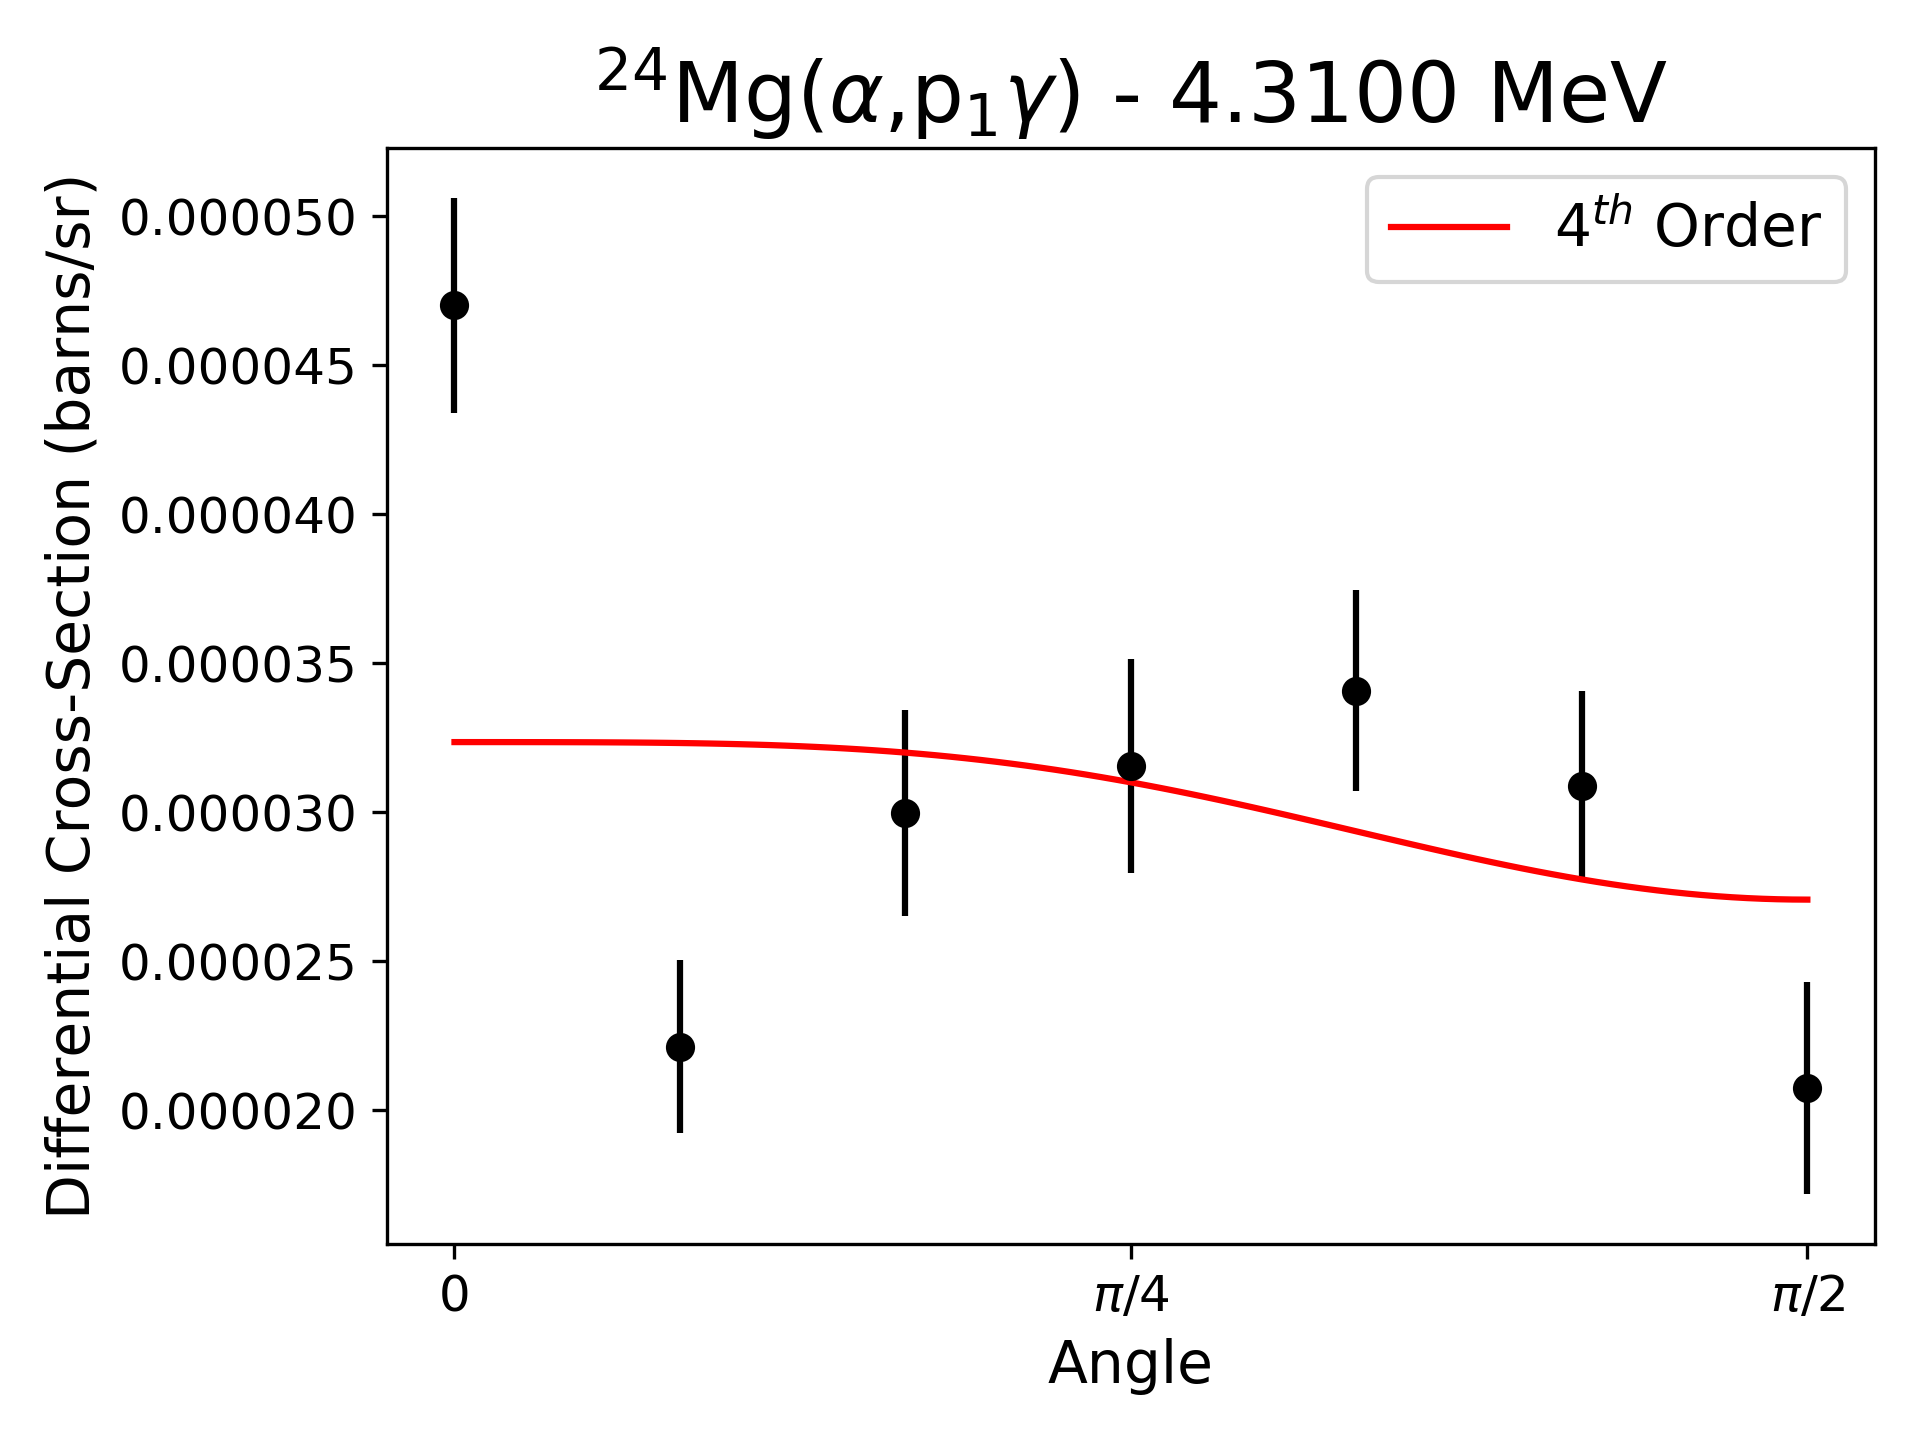 ²⁴Mg(α,p₁γ) - 4.3100 MeV
4ᵗʰ Order
Differential Cross-Section (barns/sr)
0.000050
0.000045
0.000040
0.000035
0.000030
0.000025
0.000020
0 π/4 π/2
Angle